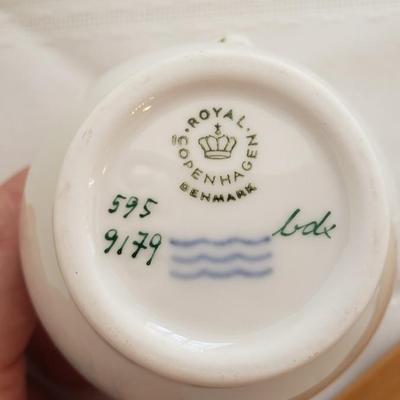 ROYAL
COPENHAGEN
DENMARK
595
9179
bdx